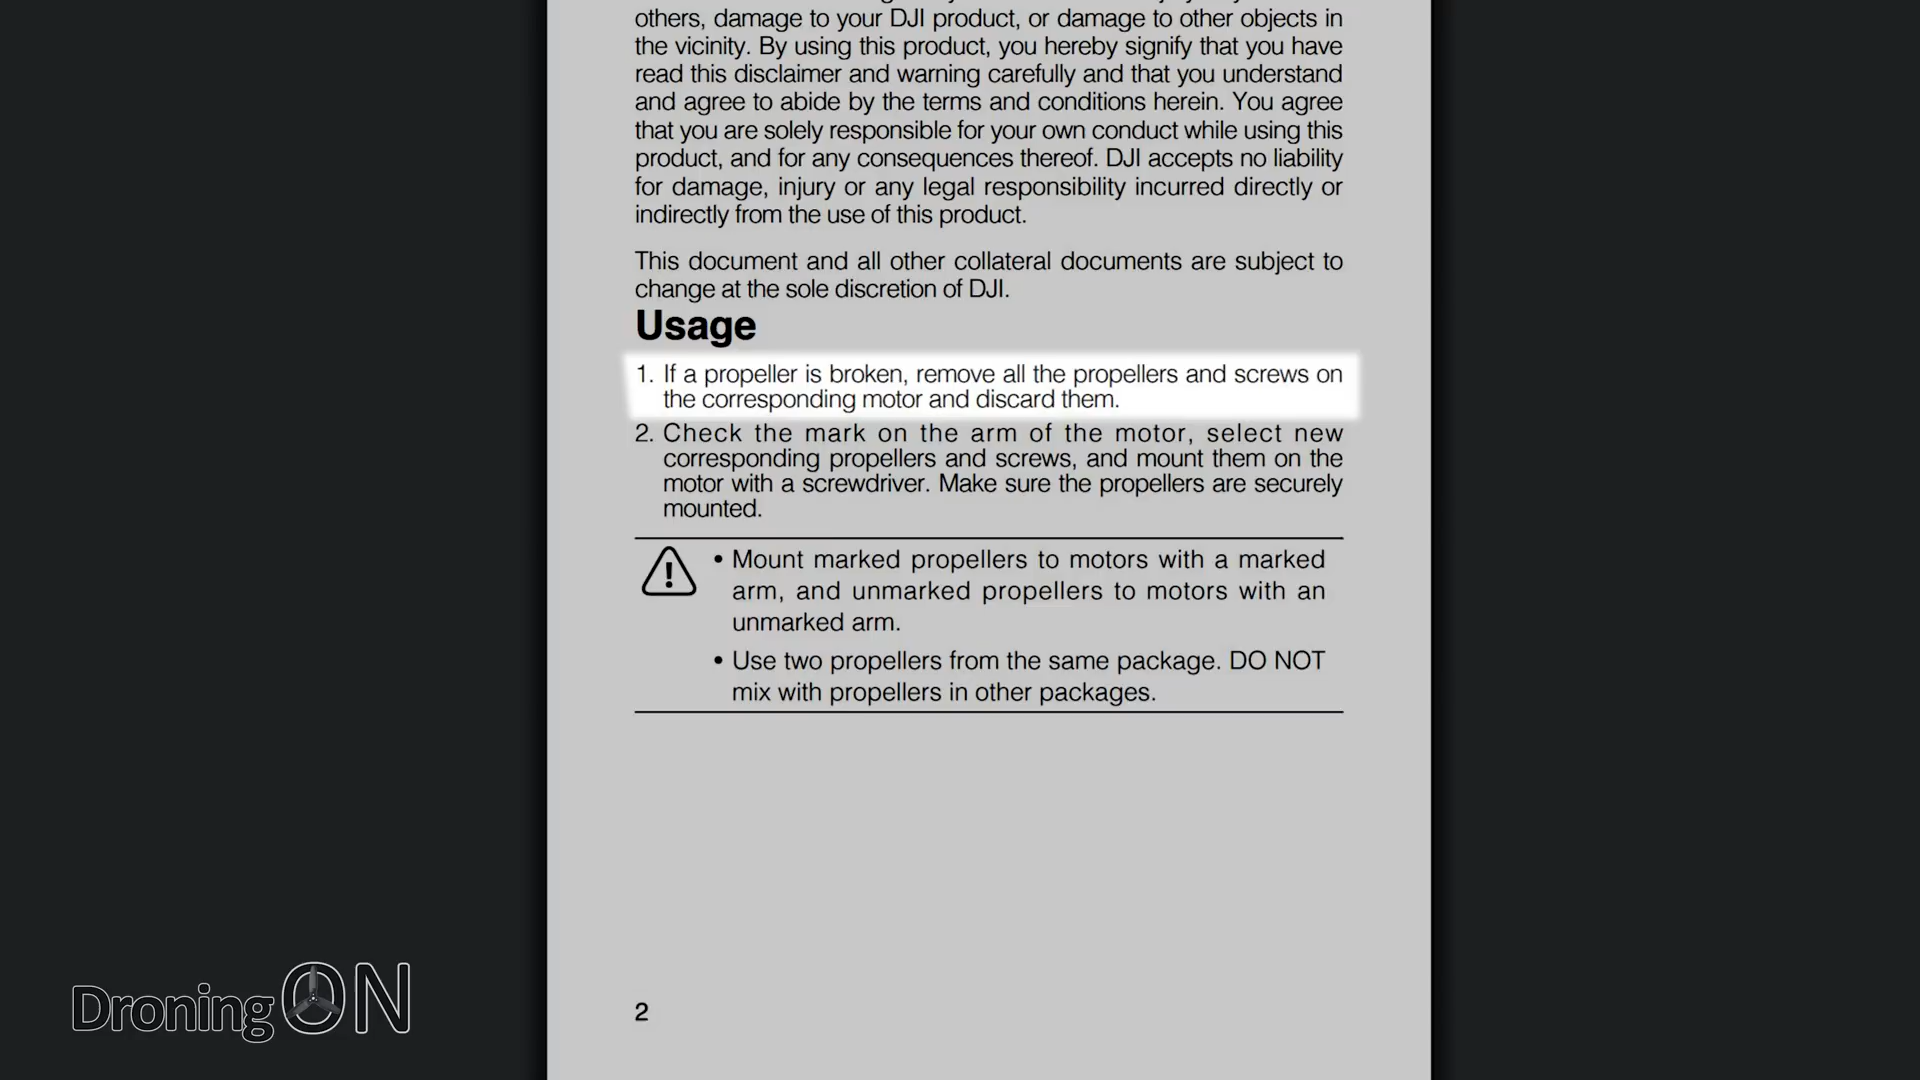 others, damage to your DJI product, or damage to other objects in
the vicinity. By using this product, you hereby signify that you have
read this disclaimer and warning carefully and that you understand
and agree to abide by the terms and conditions herein. You agree
that you are solely responsible for your own conduct while using this
product, and for any consequences thereof. DJI accepts no liability
for damage, injury or any legal responsibility incurred directly or
indirectly from the use of this product.
This document and all other collateral documents are subject to
change at the sole discretion of DJI.
Usage
1. If a propeller is broken, remove all the propellers and screws on
the corresponding motor and discard them.
2. Check the mark on the arm of the motor, select new
corresponding propellers and screws, and mount them on the
motor with a screwdriver. Make sure the propellers are securely
mounted.
• Mount marked propellers to motors with a marked
arm, and unmarked propellers to motors with an
unmarked arm.
• Use two propellers from the same package. DO NOT
mix with propellers in other packages.
2
Droning ON